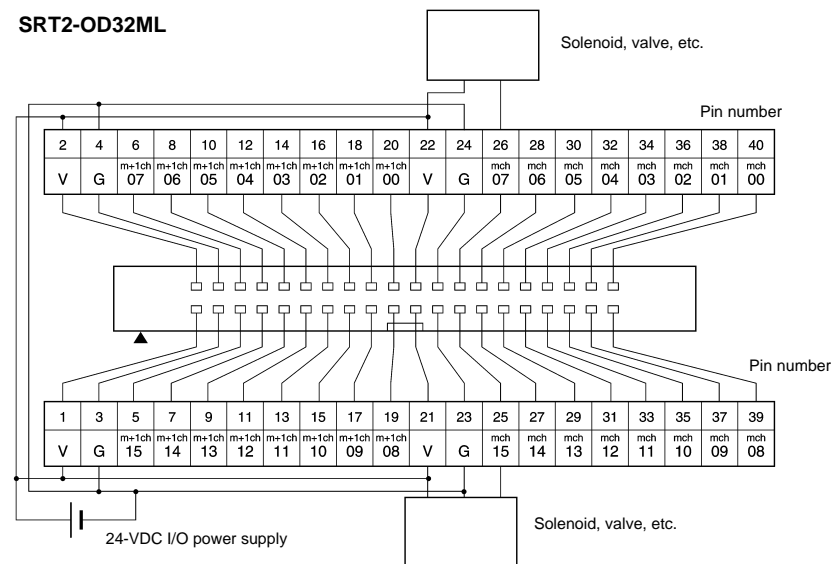 SRT2-OD32ML
Solenoid, valve, etc.
Pin number
2 4 6 8 10 12 14 16 18 20 22 24 26 28 30 32 34 36 38 40
V G m+1ch 07 m+1ch 06 m+1ch 05 m+1ch 04 m+1ch 03 m+1ch 02 m+1ch 01 m+1ch 00 V G mch 07 mch 06 mch 05 mch 04 mch 03 mch 02 mch 01 mch 00
Pin number
1 3 5 7 9 11 13 15 17 19 21 23 25 27 29 31 33 35 37 39
V G m+1ch 15 m+1ch 14 m+1ch 13 m+1ch 12 m+1ch 11 m+1ch 10 m+1ch 09 m+1ch 08 V G mch 15 mch 14 mch 13 mch 12 mch 11 mch 10 mch 09 mch 08
24-VDC I/O power supply
Solenoid, valve, etc.